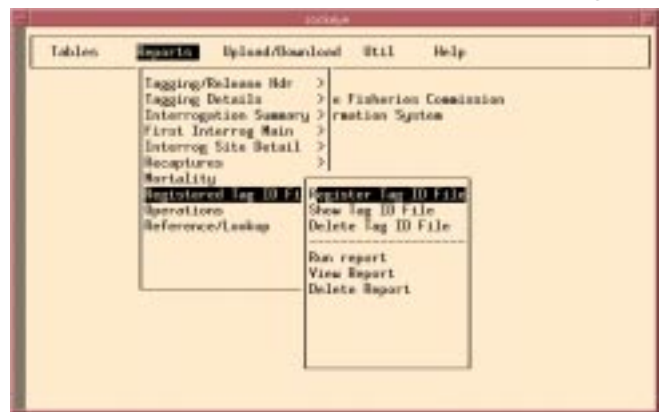 sockeye
Tables Reports Upload/Download Util Help
Tagging/Release Hdr >
Tagging Details > e Fisheries Commission
Interrogation Summary > rmation System
First Interrog Main >
Interrog Site Detail >
Recaptures >
Mortality
Registered Tag ID Fi Register Tag ID File
Operations Show Tag ID File
Reference/Lookup Delete Tag ID File
Run report
View Report
Delete Report